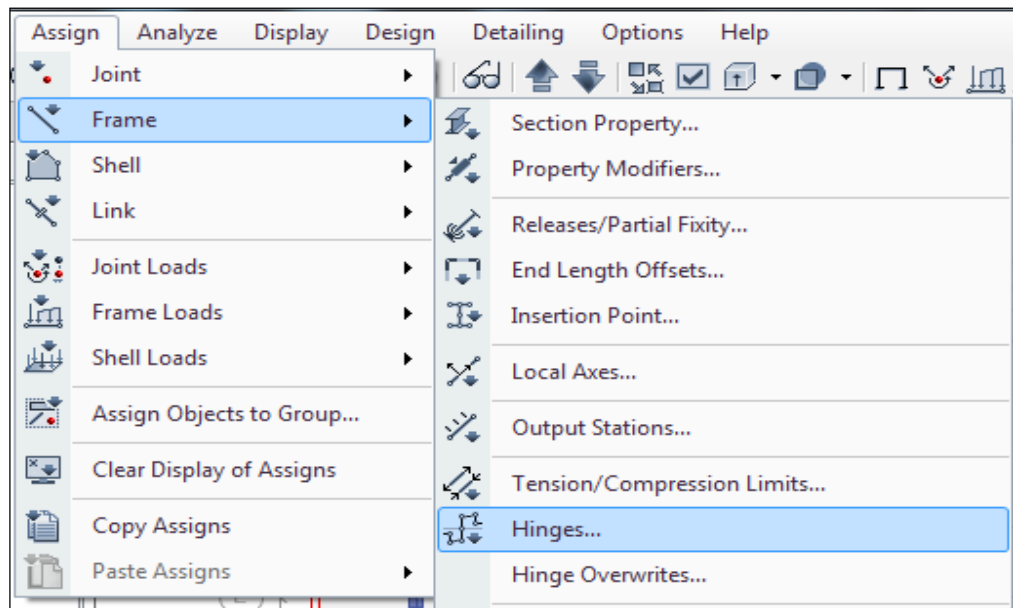 Assign Analyze Display Design Detailing Options Help
Joint
Frame
Shell
Link
Joint Loads
Frame Loads
Shell Loads
Assign Objects to Group...
Clear Display of Assigns
Copy Assigns
Paste Assigns
Section Property...
Property Modifiers...
Releases/Partial Fixity...
End Length Offsets...
Insertion Point...
Local Axes...
Output Stations...
Tension/Compression Limits...
Hinges...
Hinge Overwrites...